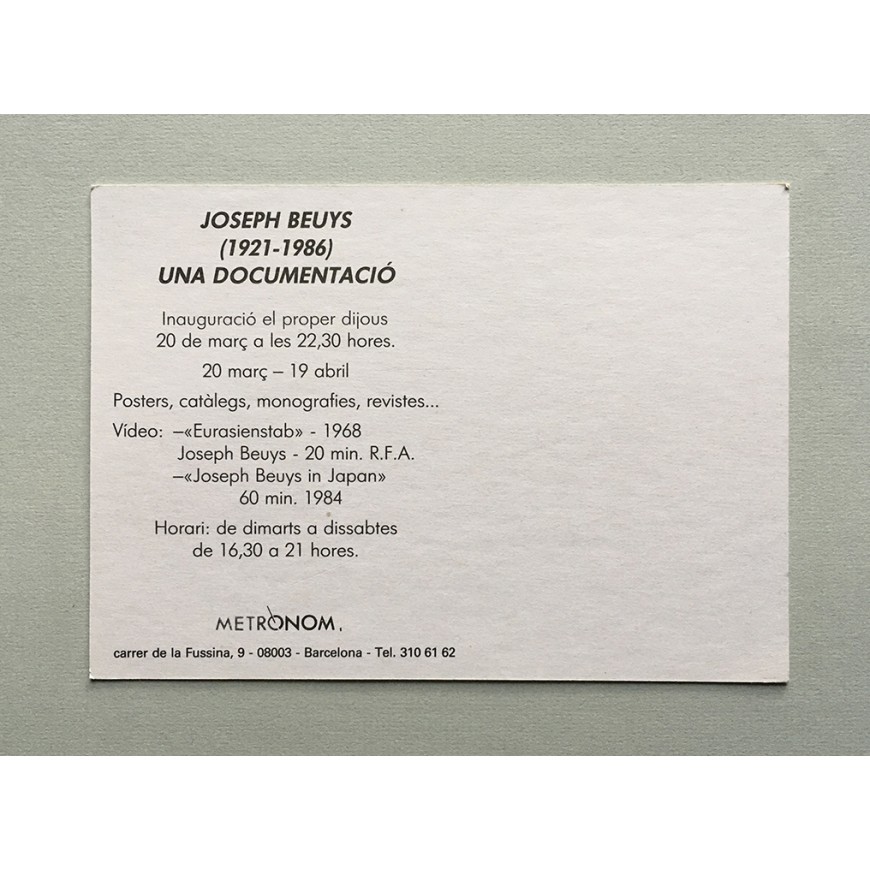 JOSEPH BEUYS
(1921-1986)
UNA DOCUMENTACIÓ
Inauguració el proper dijous
20 de març a les 22,30 hores.
20 març – 19 abril
Posters, catàlegs, monografies, revistes...
Vídeo: –«Eurasienstab» - 1968
Joseph Beuys - 20 min. R.F.A.
–«Joseph Beuys in Japan»
60 min. 1984
Horari: de dimarts a dissabtes
de 16,30 a 21 hores.
METRÒNOM.
carrer de la Fussina, 9 - 08003 - Barcelona - Tel. 310 61 62